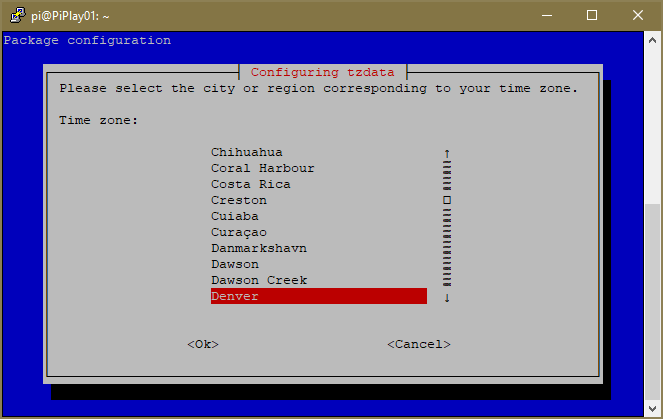 pi@PiPlay01: ~
Package configuration
Configuring tzdata
Please select the city or region corresponding to your time zone.
Time zone:
Chihuahua
Coral Harbour
Costa Rica
Creston
Cuiaba
Curaçao
Danmarkshavn
Dawson
Dawson Creek
Denver
<Ok> <Cancel>